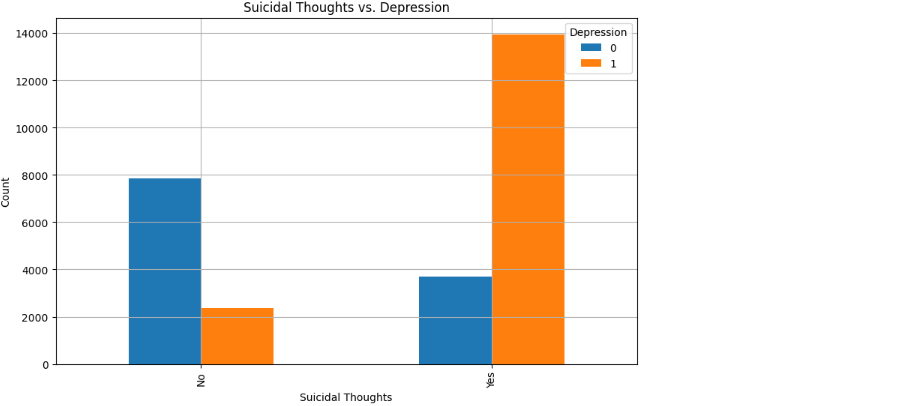 Suicidal Thoughts vs. Depression
Depression
0
1
14000
12000
10000
8000
6000
4000
2000
0
Count
No
Yes
Suicidal Thoughts